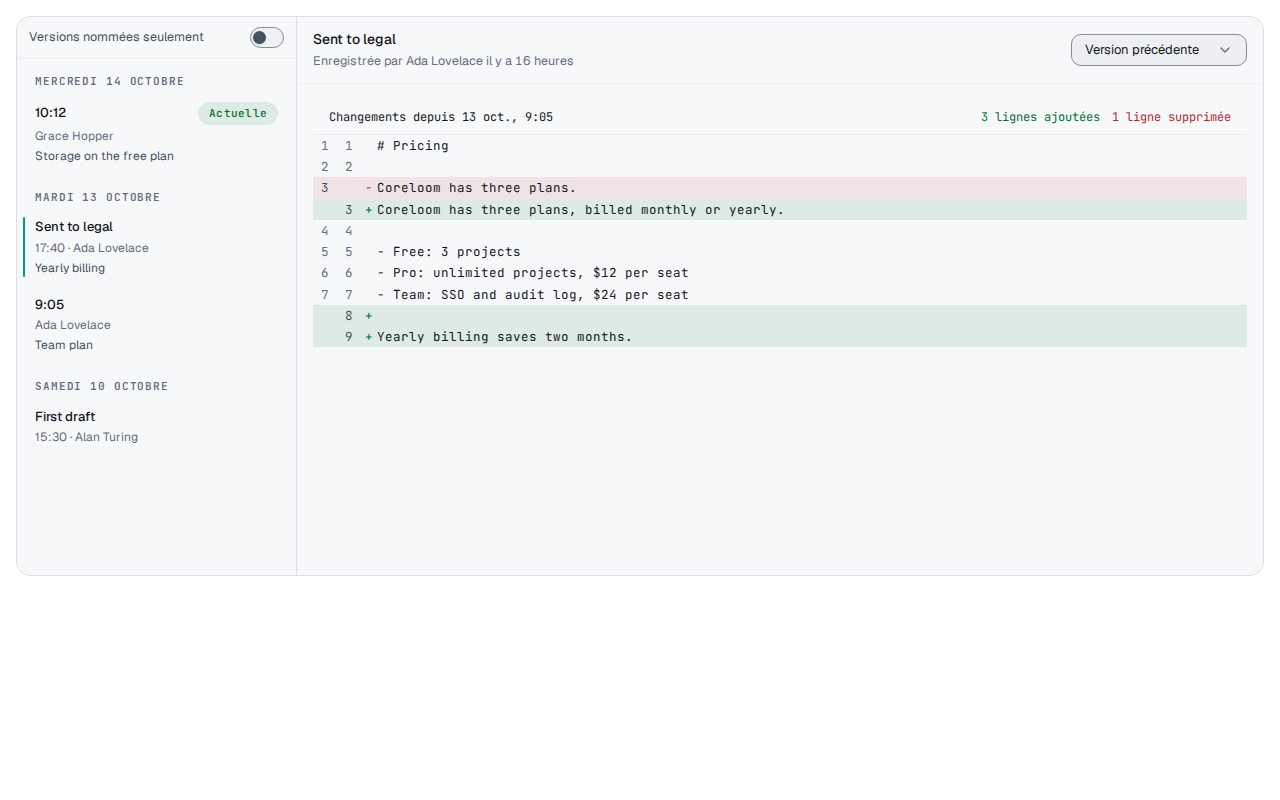 Versions nommées seulement
MERCREDI 14 OCTOBRE
10:12
Actuelle
Grace Hopper
Storage on the free plan
MARDI 13 OCTOBRE
Sent to legal
17:40 · Ada Lovelace
Yearly billing
9:05
Ada Lovelace
Team plan
SAMEDI 10 OCTOBRE
First draft
15:30 · Alan Turing
Sent to legal
Enregistrée par Ada Lovelace il y a 16 heures
Version précédente
Changements depuis 13 oct., 9:05
3 lignes ajoutées 1 ligne supprimée
1 1 # Pricing
2 2
3 - Coreloom has three plans.
3 + Coreloom has three plans, billed monthly or yearly.
4 4
5 5 - Free: 3 projects
6 6 - Pro: unlimited projects, $12 per seat
7 7 - Team: SSO and audit log, $24 per seat
8 +
9 + Yearly billing saves two months.